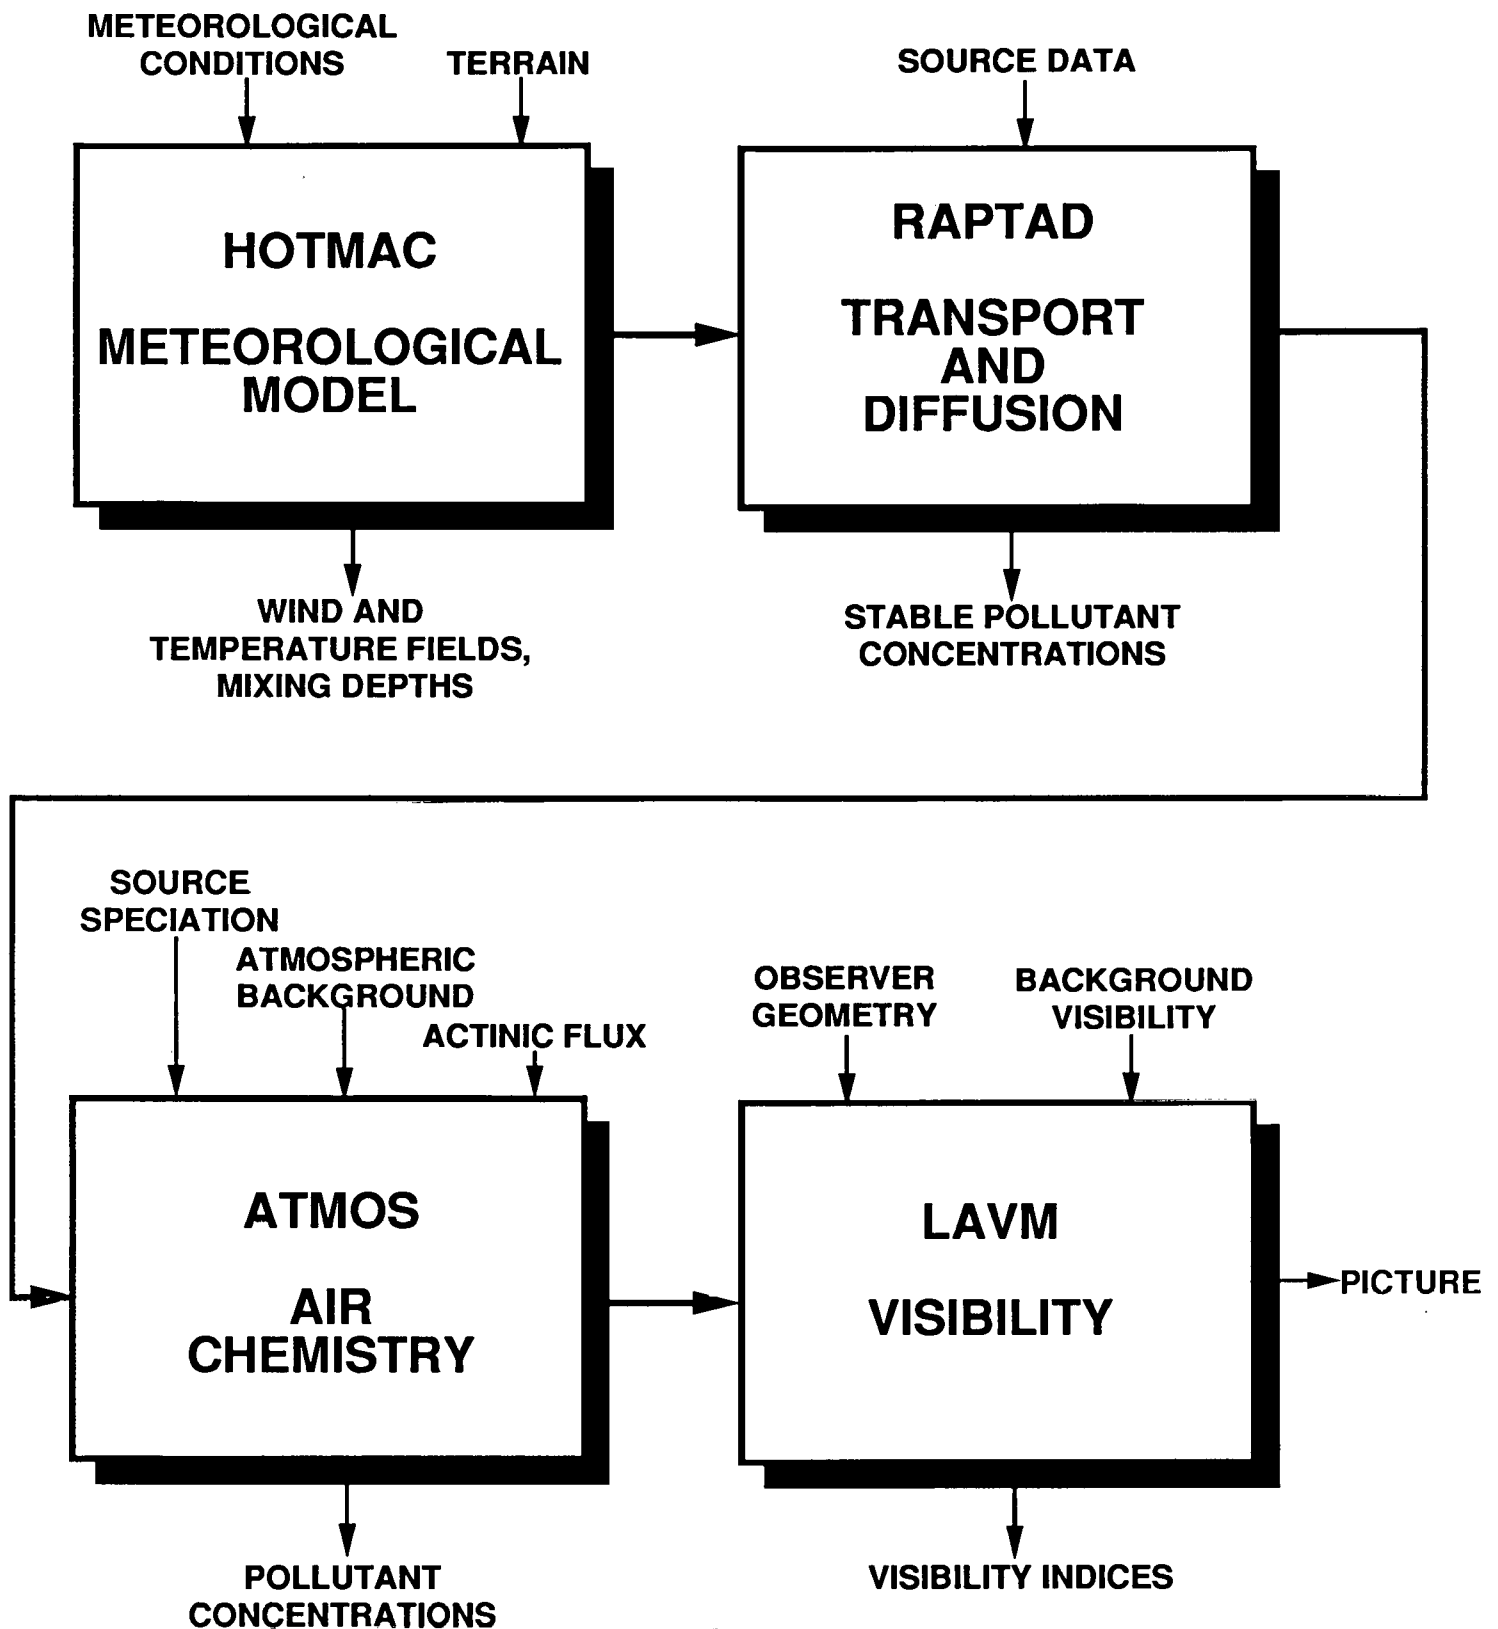 METEOROLOGICAL
CONDITIONS
TERRAIN
SOURCE DATA
HOTMAC
METEOROLOGICAL
MODEL
RAPTAD
TRANSPORT
AND
DIFFUSION
WIND AND
TEMPERATURE FIELDS,
MIXING DEPTHS
STABLE POLLUTANT
CONCENTRATIONS
SOURCE
SPECIATION
ATMOSPHERIC
BACKGROUND
ACTINIC FLUX
OBSERVER
GEOMETRY
BACKGROUND
VISIBILITY
ATMOS
AIR
CHEMISTRY
LAVM
VISIBILITY
PICTURE
POLLUTANT
CONCENTRATIONS
VISIBILITY INDICES